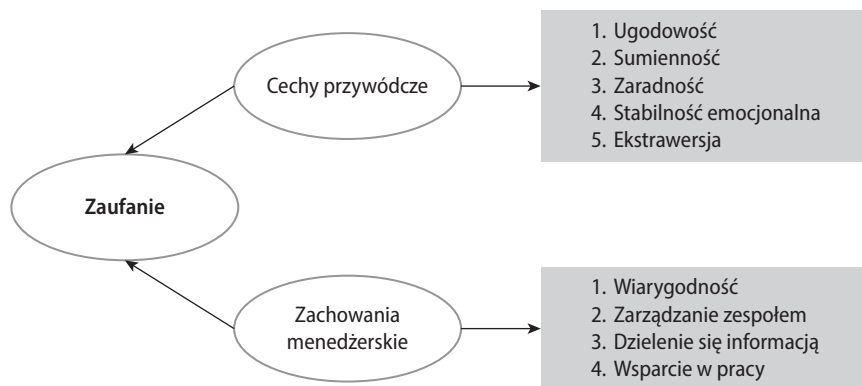 Cechy przywódcze
1. Ugodowość
2. Sumienność
3. Zaradność
4. Stabilność emocjonalna
5. Ekstrawersja
Zaufanie
Zachowania
menedżerskie
1. Wiarygodność
2. Zarządzanie zespołem
3. Dzielenie się informacją
4. Wsparcie w pracy